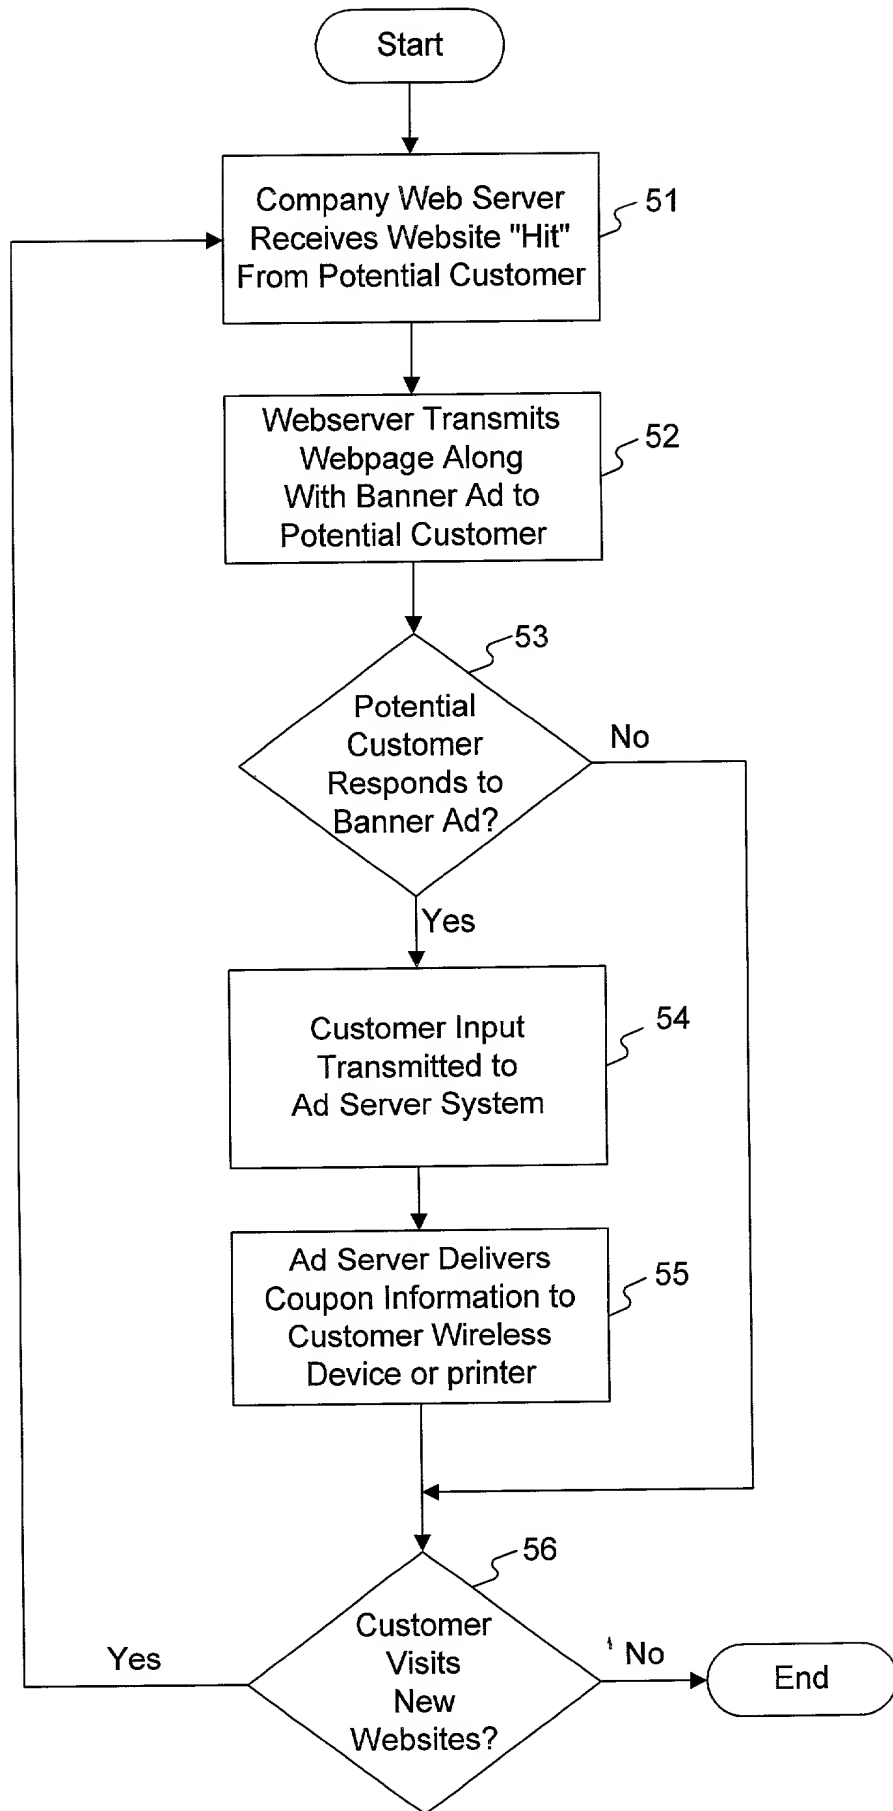 Start
Company Web Server
Receives Website "Hit"
From Potential Customer
51
Webserver Transmits
Webpage Along
With Banner Ad to
Potential Customer
52
53
Potential
Customer
Responds to
Banner Ad?
No
Yes
Customer Input
Transmitted to
Ad Server System
54
Ad Server Delivers
Coupon Information to
Customer Wireless
Device or printer
55
56
Customer
Visits
New
Websites?
Yes
No
End